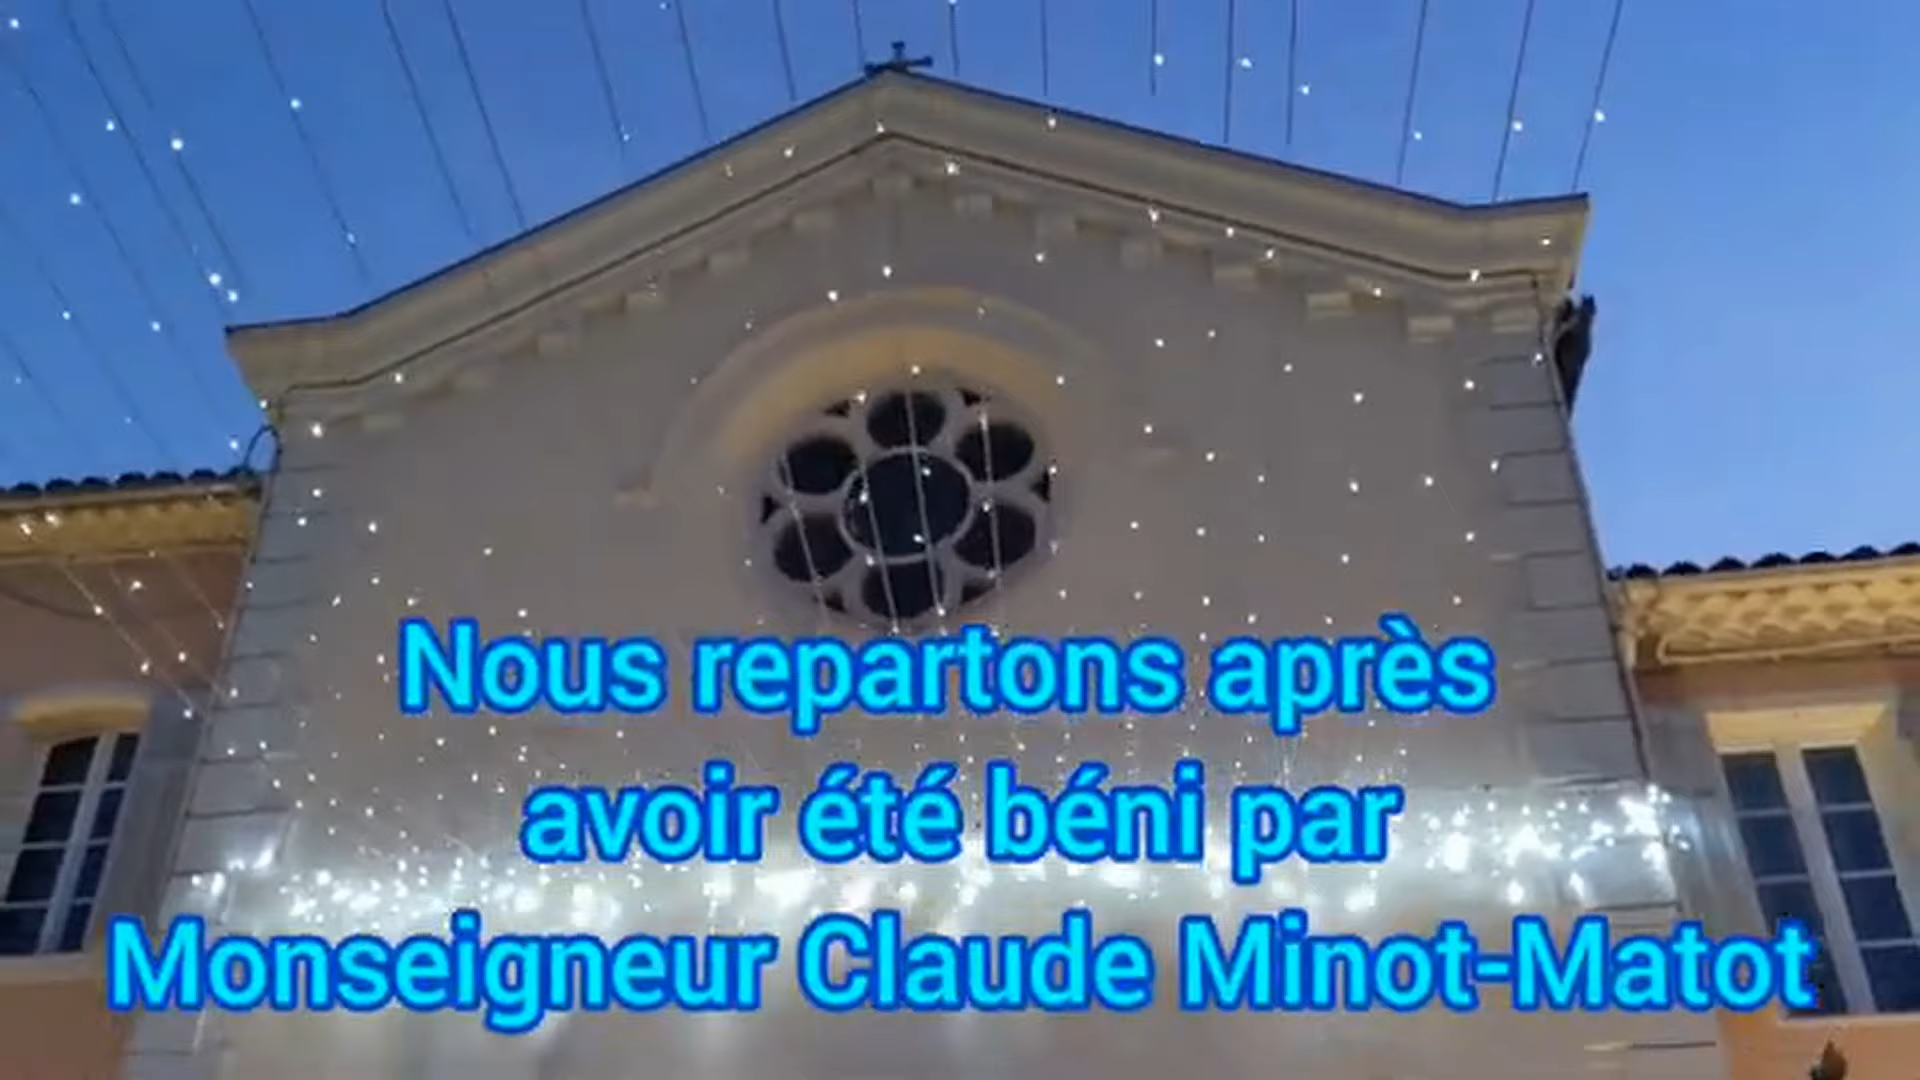 Nous repartons après
avoir été béni par
Monseigneur Claude Minot-Matot